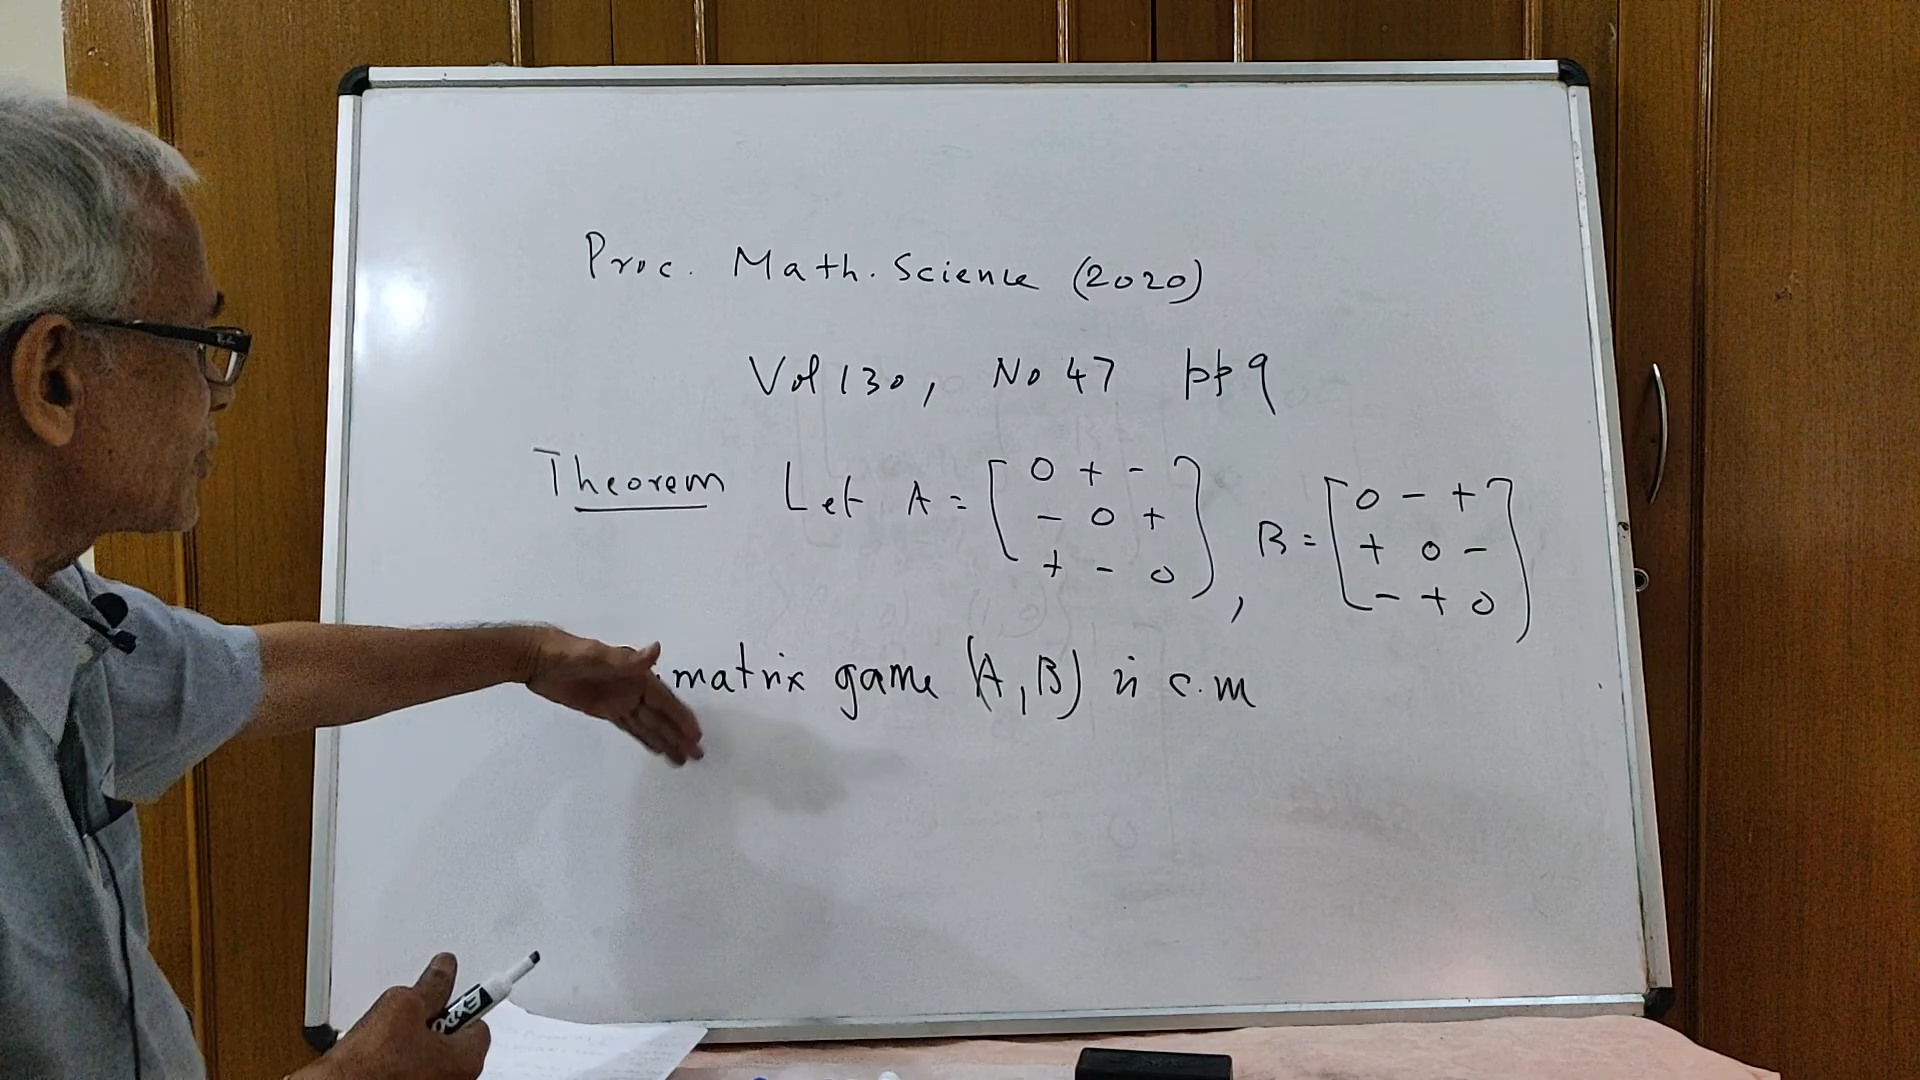 Proc. Math. Science (2020)
Vol 130, No 47 pp 9
Theorem Let A = [0 + - / - 0 + / + - 0], B = [0 - + / + 0 - / - + 0]
matrix game (A, B) is c.m